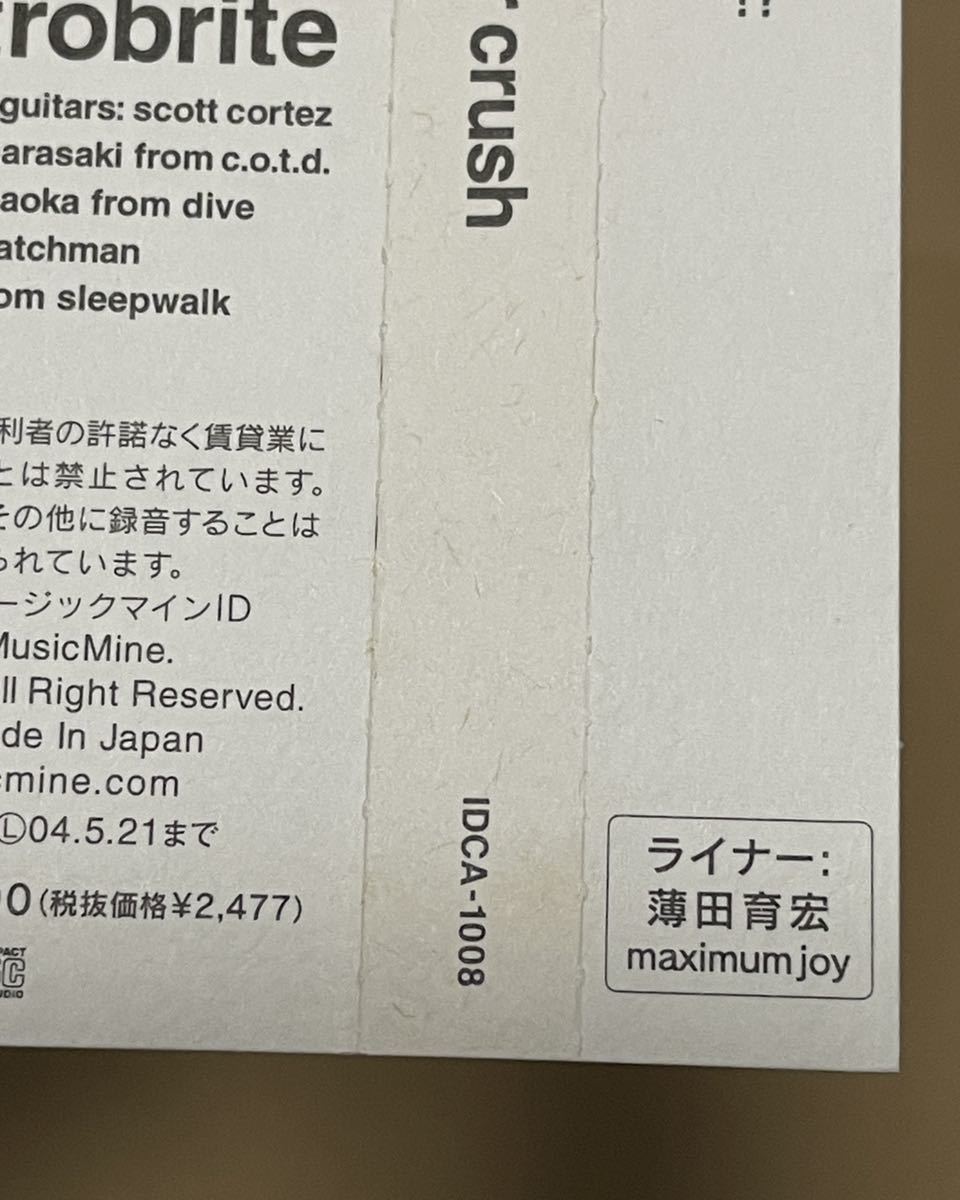 trobrite
guitars: scott cortez
arasaki from c.o.t.d.
aoka from dive
atchman
om sleepwalk
利者の許諾なく賃貸業に
とは禁止されています。
その他に録音することは
られています。
ージックマインID
MusicMine.
ll Right Reserved.
de In Japan
cmine.com
Ⓛ04.5.21まで
0(税抜価格¥2,477)
crush
IDCA-1008
!!
ライナー:
薄田育宏
maximum joy